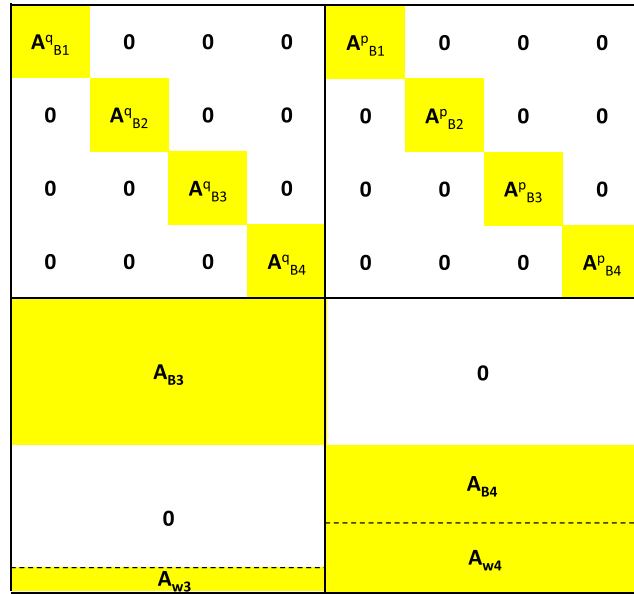 A^q_B1 0 0 0 A^p_B1 0 0 0
0 A^q_B2 0 0 0 A^p_B2 0 0
0 0 A^q_B3 0 0 0 A^p_B3 0
0 0 0 A^q_B4 0 0 0 A^p_B4
A_B3 0
A_B4
0
A_w4
A_w3